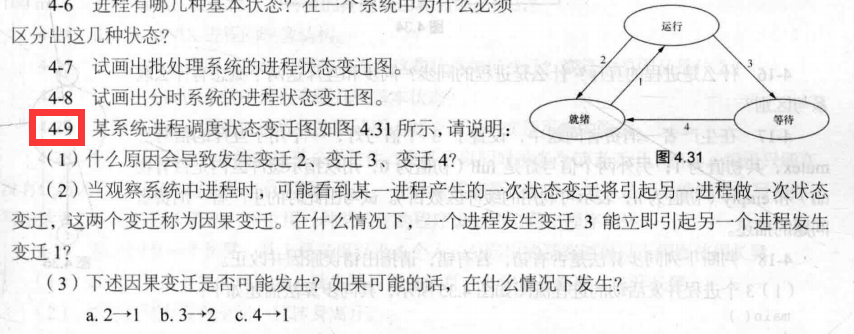 4-6 进程有哪几种基本状态？在一个系统中为什么必须
区分出这几种状态？
4-7 试画出批处理系统的进程状态变迁图。
4-8 试画出分时系统的进程状态变迁图。
4-9 某系统进程调度状态变迁图如图 4.31 所示，请说明：
（1）什么原因会导致发生变迁 2、变迁 3、变迁 4？
运行
2
1
3
就绪
4
等待
图 4.31
（2）当观察系统中进程时，可能看到某一进程产生的一次状态变迁将引起另一进程做一次状态
变迁，这两个变迁称为因果变迁。在什么情况下，一个进程发生变迁 3 能立即引起另一个进程发生
变迁 1？
（3）下述因果变迁是否可能发生？如果可能的话，在什么情况下发生？
a. 2→1 b. 3→2 c. 4→1